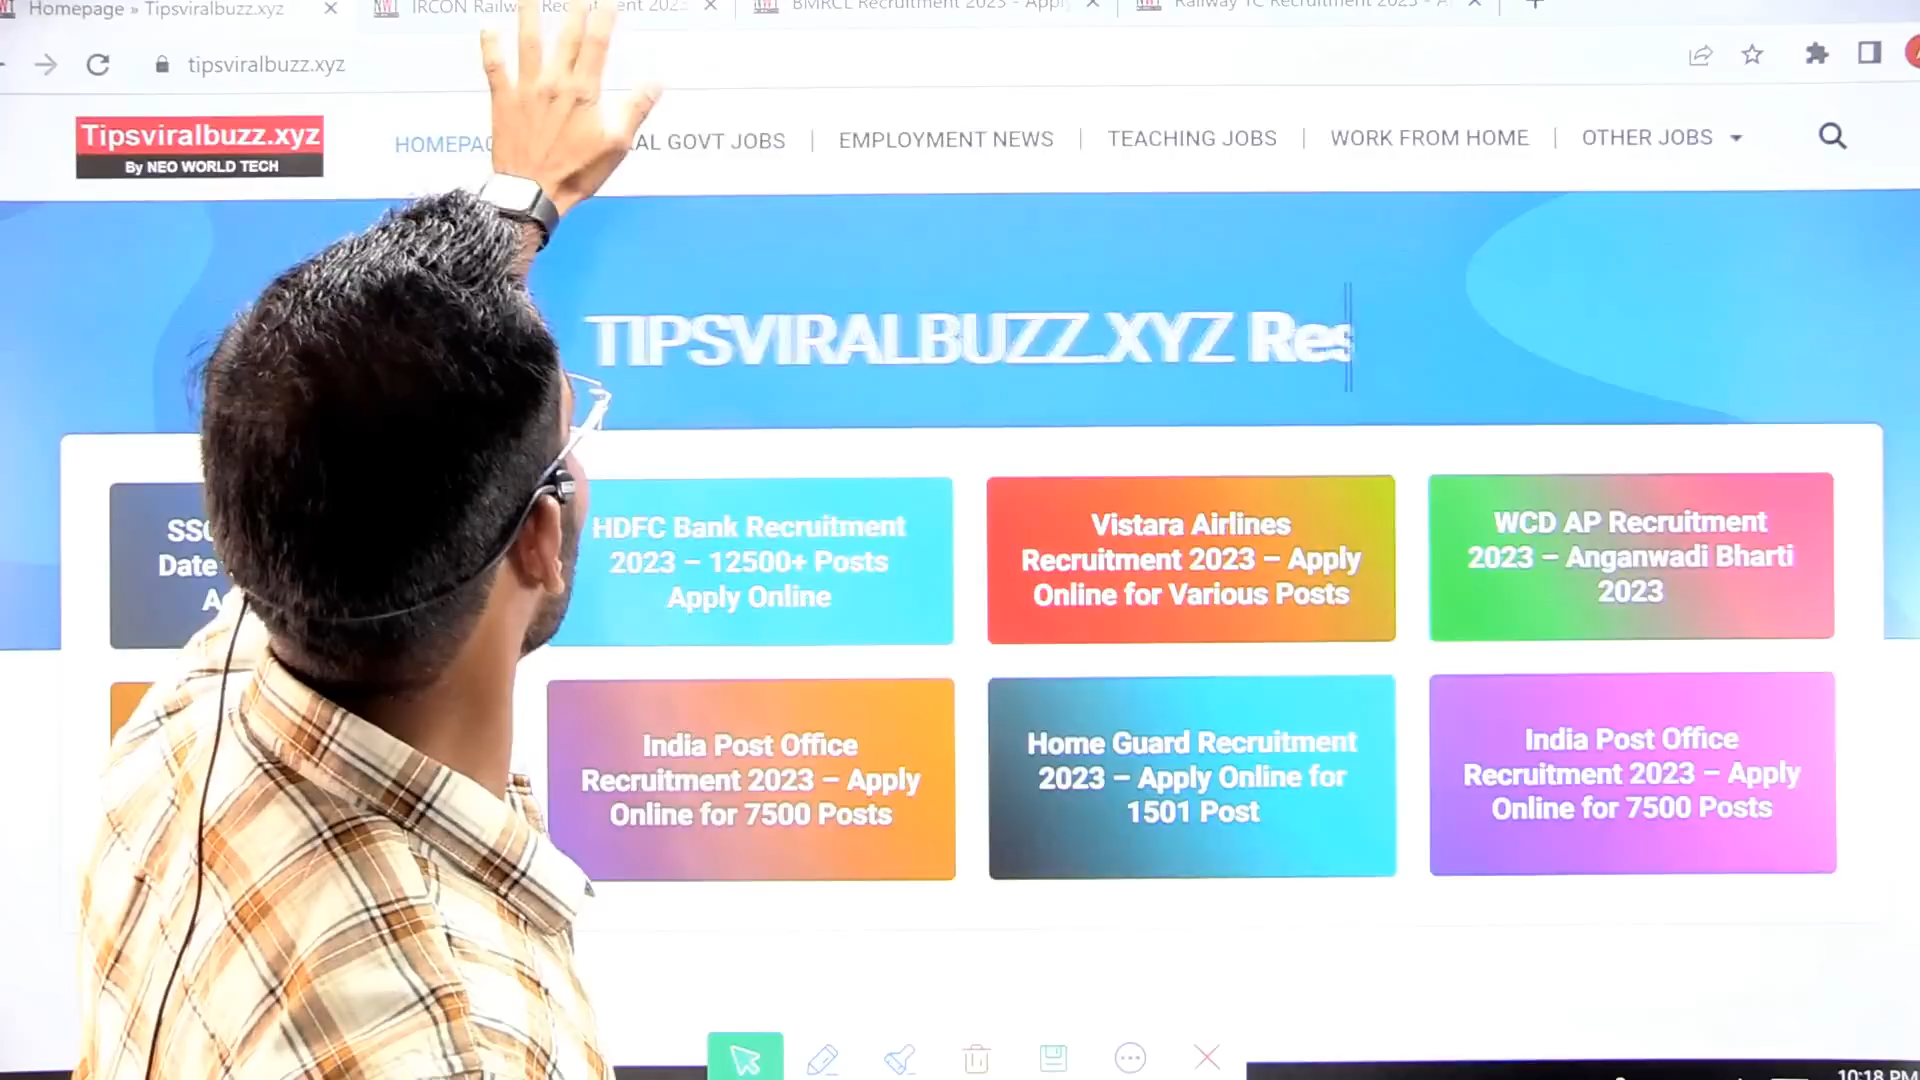 Homepage » Tipsviralbuzz.xyz
IRCON
BMRCL Recruitment 2023 - Apply
Railway TC Recruitment 2023 - A
tipsviralbuzz.xyz
Tipsviralbuzz.xyz
By NEO WORLD TECH
HOMEPAG
AL GOVT JOBS
EMPLOYMENT NEWS
TEACHING JOBS
WORK FROM HOME
OTHER JOBS
TIPSVIRALBUZZ.XYZ Res
SSC
Date
A
HDFC Bank Recruitment
2023 – 12500+ Posts
Apply Online
Vistara Airlines
Recruitment 2023 – Apply
Online for Various Posts
WCD AP Recruitment
2023 – Anganwadi Bharti
2023
India Post Office
Recruitment 2023 – Apply
Online for 7500 Posts
Home Guard Recruitment
2023 – Apply Online for
1501 Post
India Post Office
Recruitment 2023 – Apply
Online for 7500 Posts
10:18 PM